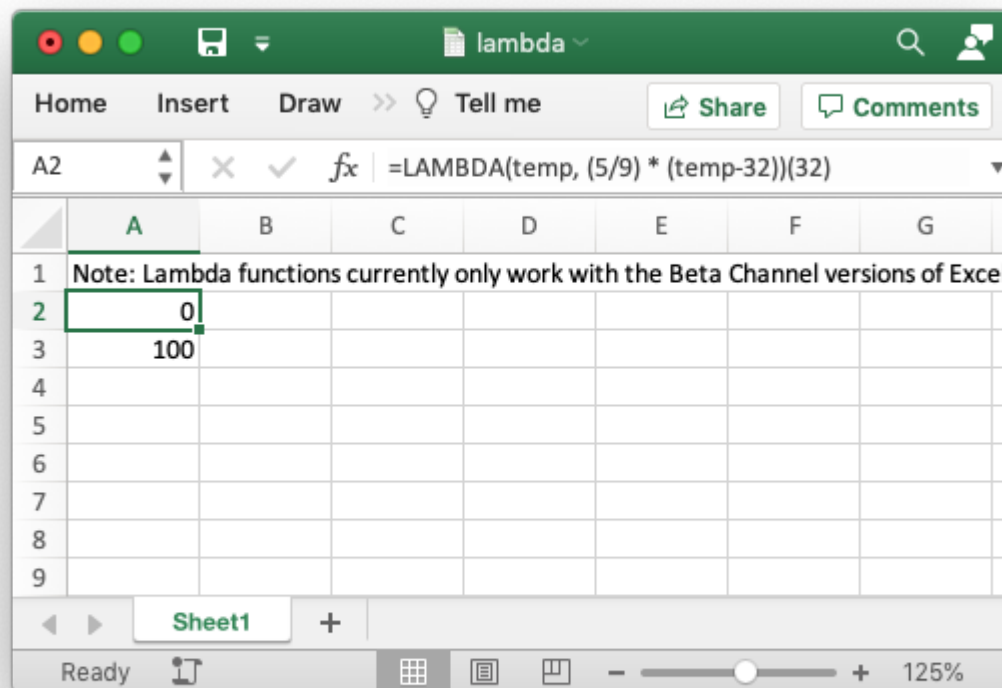 lambda
Home Insert Draw Tell me Share Comments
A2 fx =LAMBDA(temp, (5/9) * (temp-32))(32)
A B C D E F G
1 Note: Lambda functions currently only work with the Beta Channel versions of Exce
2 0
3 100
4
5
6
7
8
9
Sheet1 +
Ready 125%